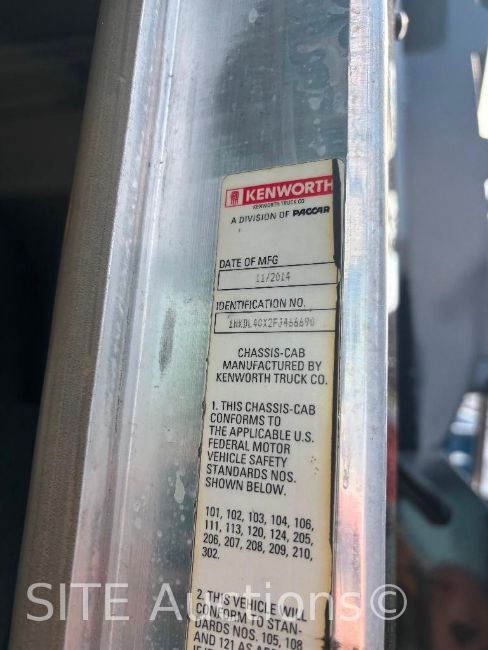 KENWORTH
KENWORTH TRUCK CO
A DIVISION OF PACCAR
DATE OF MFG
11/2014
IDENTIFICATION NO.
1NKDL40X2FJ466690
CHASSIS-CAB
MANUFACTURED BY
KENWORTH TRUCK CO.
1. THIS CHASSIS-CAB
CONFORMS TO
THE APPLICABLE U.S.
FEDERAL MOTOR
VEHICLE SAFETY
STANDARDS NOS.
SHOWN BELOW.
101, 102, 103, 104, 106,
111, 113, 120, 124, 205,
206, 207, 208, 209, 210,
302.
2. THIS VEHICLE WILL
CONFORM TO STAN-
DARDS NOS. 105, 108
AND 121 AS
SITE Auctions©